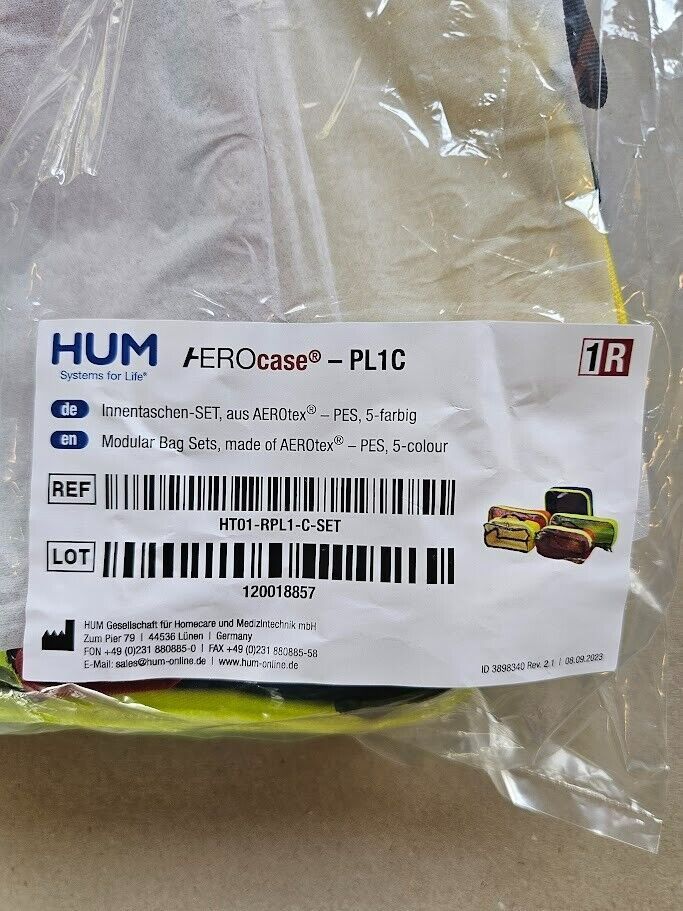 HUM
Systems for Life®
AEROcase® – PL1C
1R
de Innentaschen-SET, aus AEROtex® – PES, 5-farbig
en Modular Bag Sets, made of AEROtex® – PES, 5-colour
REF
HT01-RPL1-C-SET
LOT
120018857
HUM Gesellschaft für Homecare und Medizintechnik mbH
Zum Pier 79 | 44536 Lünen | Germany
FON +49 (0)231 880885-0 | FAX +49 (0)231 880885-58
E-Mail: sales@hum-online.de | www.hum-online.de
ID 3898340 Rev. 2.1 | 08.09.2023